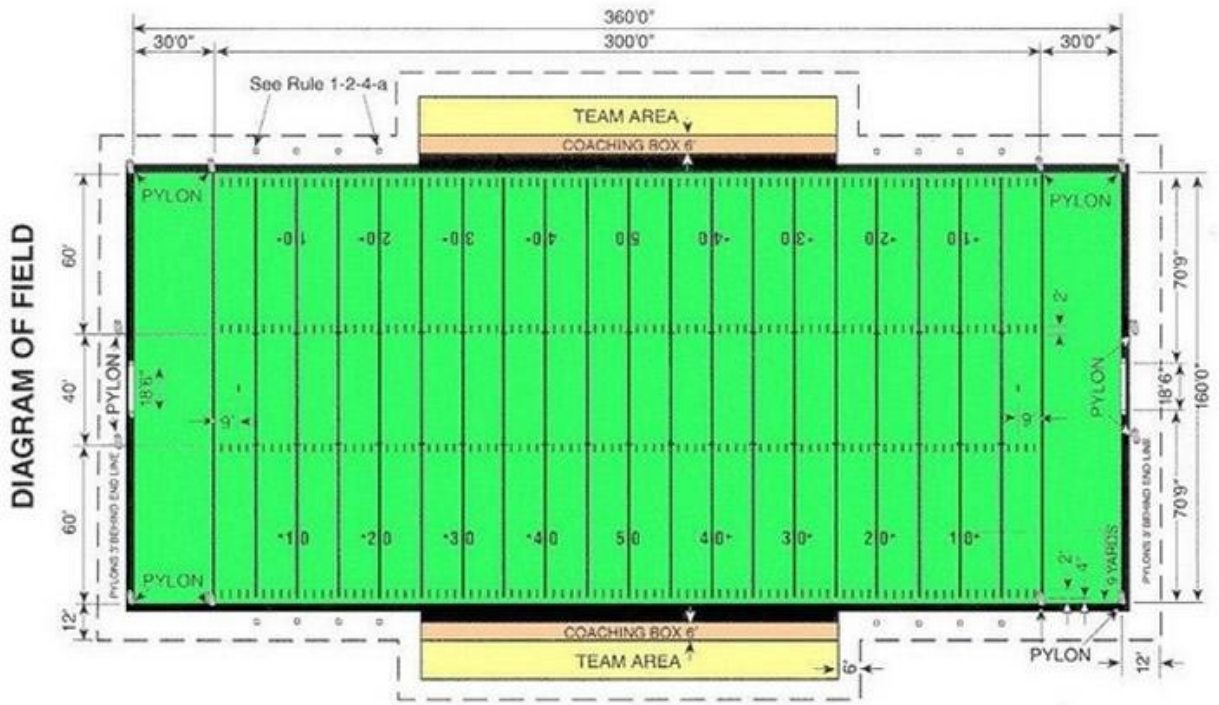 360'0"
30'0"
300'0"
30'0"
See Rule 1-2-4-a
TEAM AREA
COACHING BOX 6'
PYLON
PYLON
DIAGRAM OF FIELD
60'
40'
60'
12'
-10 -20 -30 -40 50 40- 30- 20- 10-
2'
70'9"
18'6"
70'9"
160'0"
PYLON
18'6"
PYLON
9'
9'
PYLONS 3' BEHIND END LINE
PYLONS 3' BEHIND END LINE
10 20 30 40 50 40 30 20 10
2'
4"
9 YARDS
PYLON
COACHING BOX 6'
TEAM AREA
6'
PYLON
12'